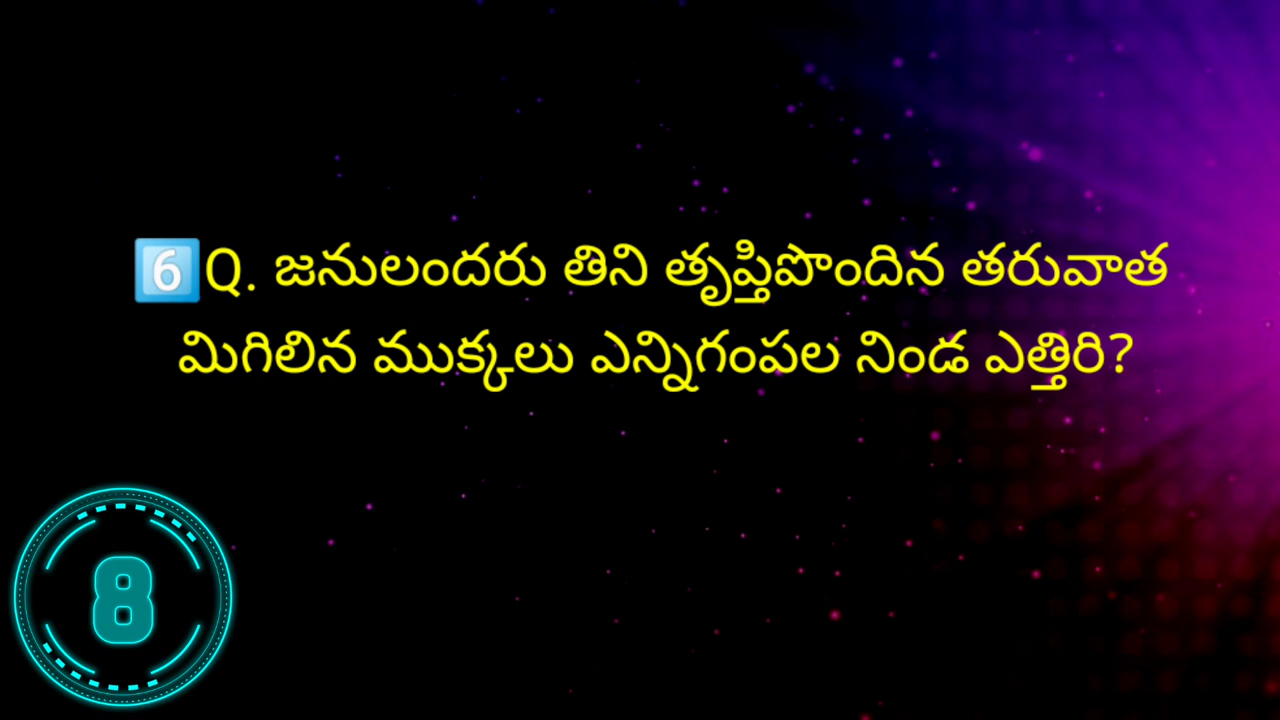 6️⃣Q. జనులందరు తిని తృప్తిపొందిన తరువాత
మిగిలిన ముక్కలు ఎన్నిగంపల నిండ ఎత్తిరి?
8